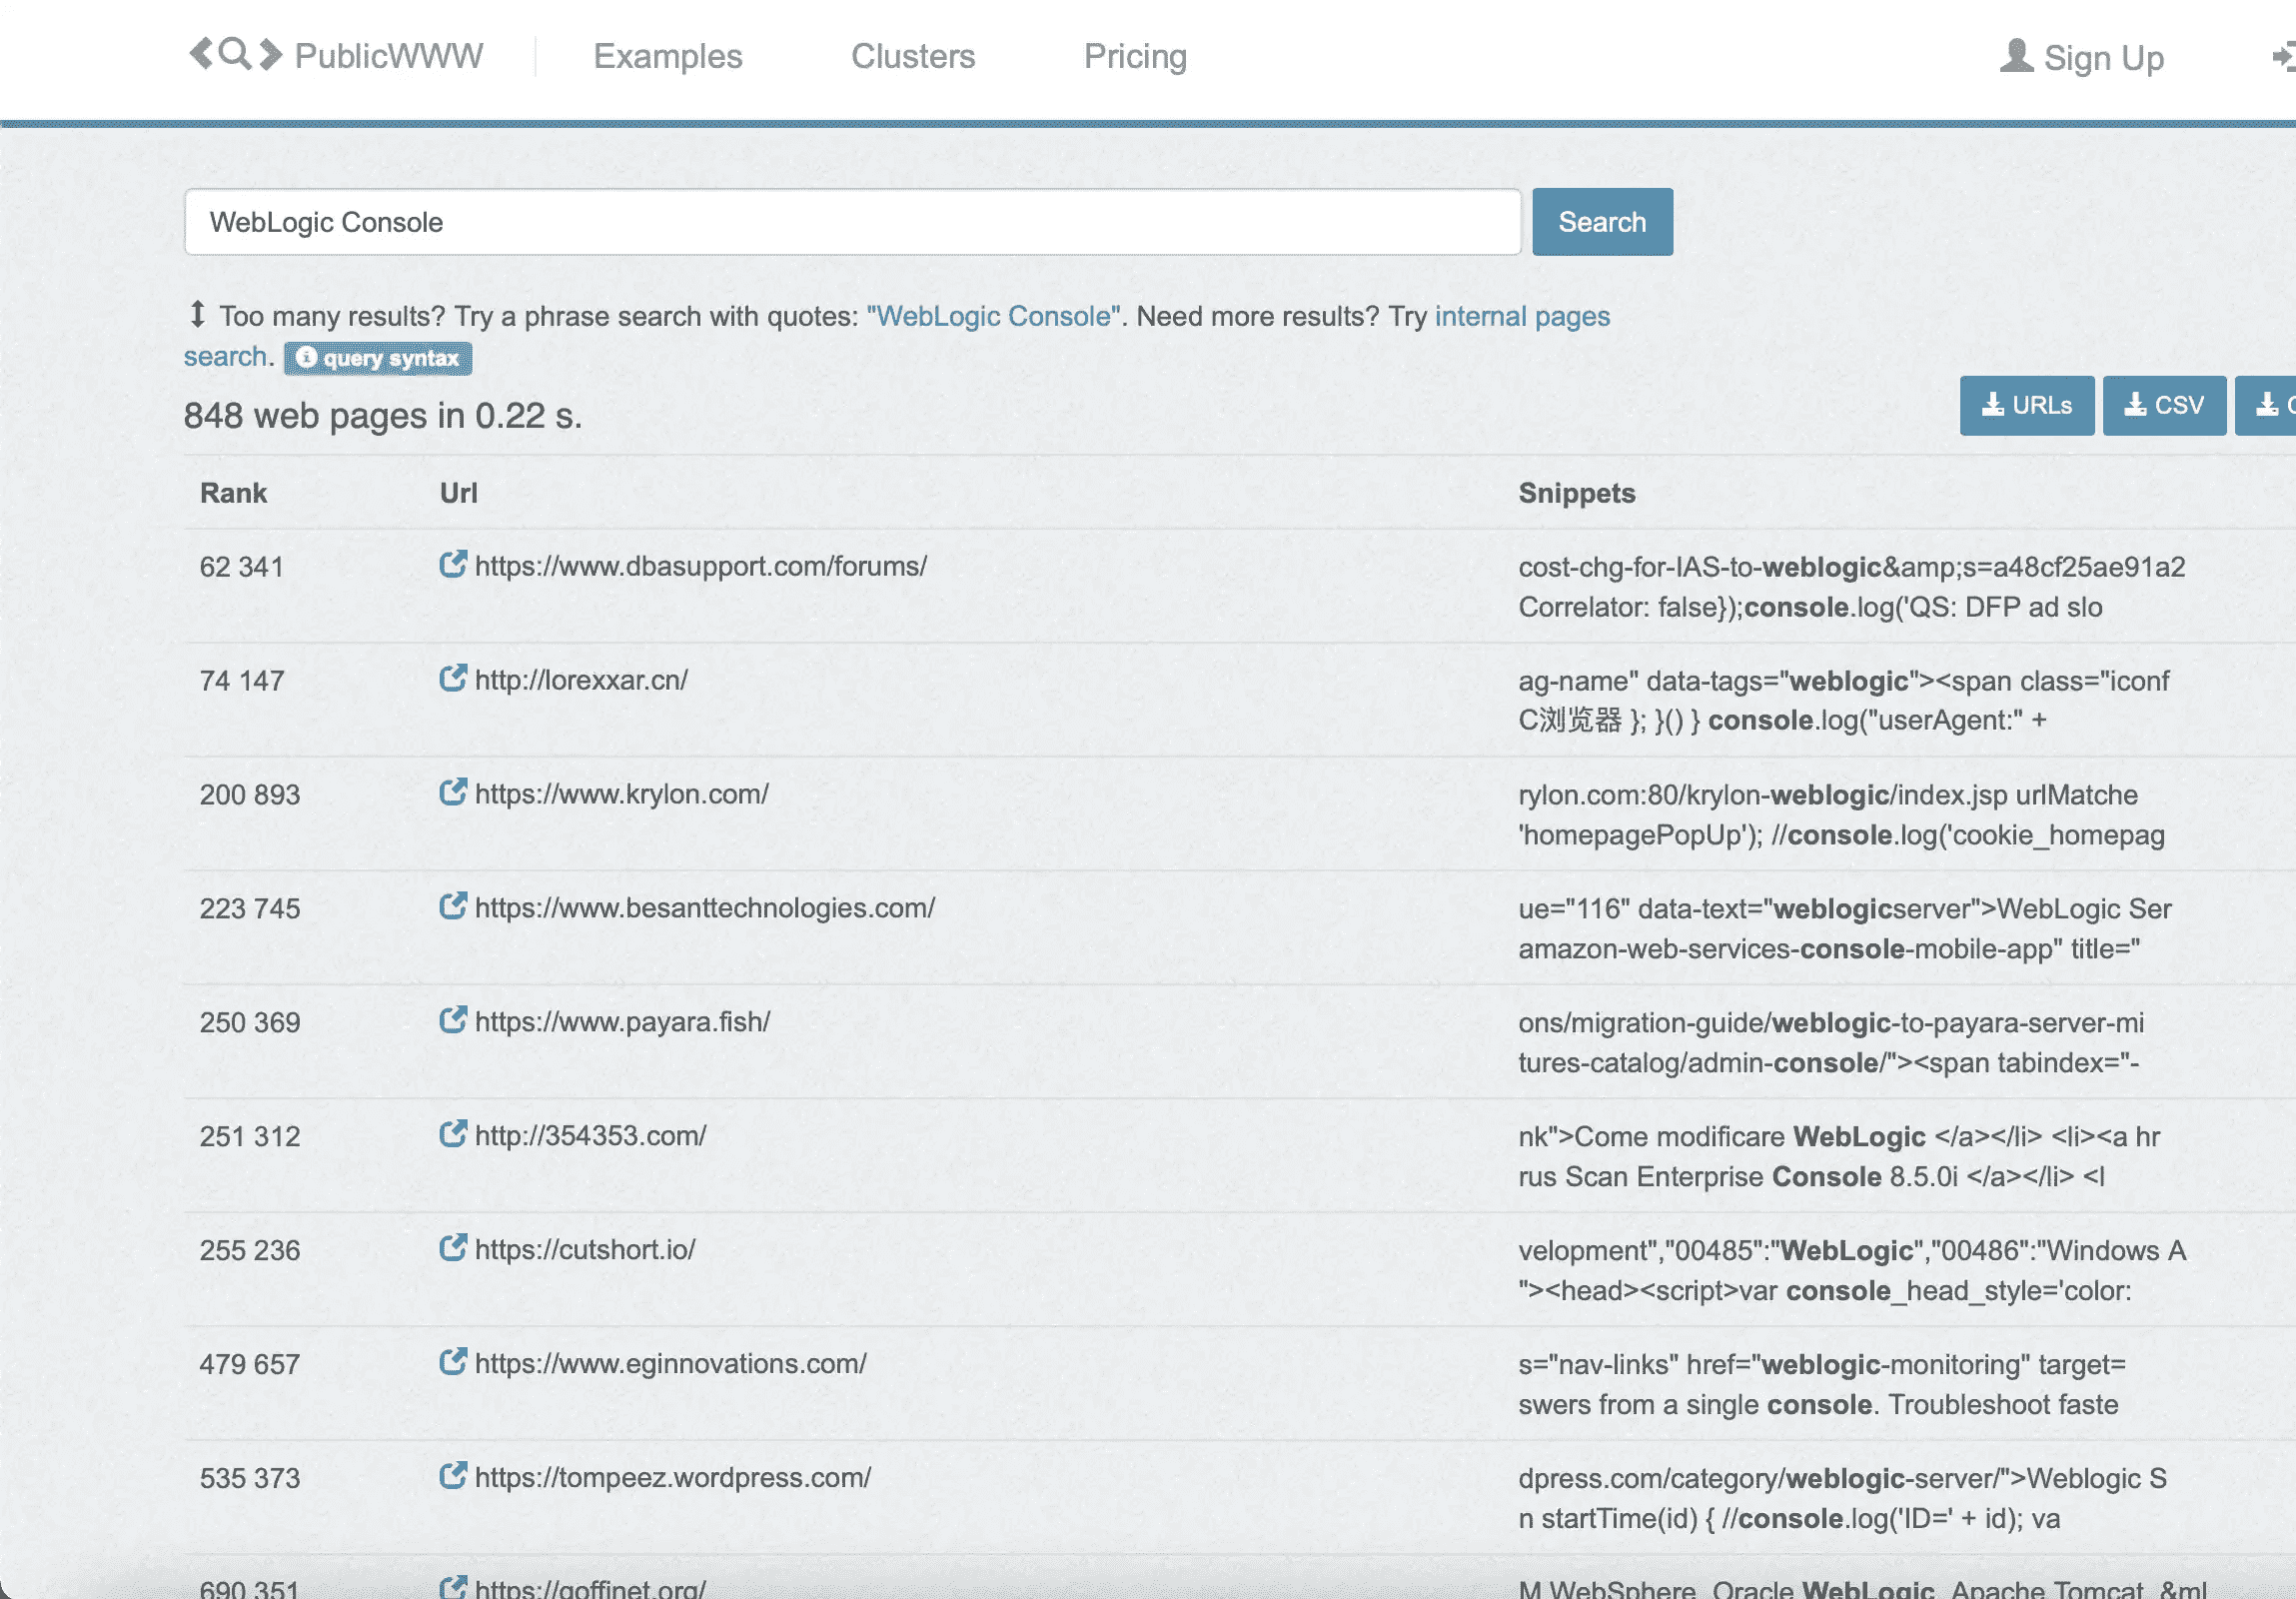 PublicWWW Examples Clusters Pricing Sign Up
WebLogic Console Search
Too many results? Try a phrase search with quotes: "WebLogic Console". Need more results? Try internal pages
search. query syntax
848 web pages in 0.22 s.
URLs CSV
Rank Url Snippets
62 341 https://www.dbasupport.com/forums/ cost-chg-for-IAS-to-weblogic&amp;s=a48cf25ae91a2
Correlator: false});console.log('QS: DFP ad slo
74 147 http://lorexxar.cn/ ag-name" data-tags="weblogic"><span class="iconf
C浏览器 }; }() } console.log("userAgent:" +
200 893 https://www.krylon.com/ rylon.com:80/krylon-weblogic/index.jsp urlMatche
'homepagePopUp'); //console.log('cookie_homepag
223 745 https://www.besanttechnologies.com/ ue="116" data-text="weblogicserver">WebLogic Ser
amazon-web-services-console-mobile-app" title="
250 369 https://www.payara.fish/ ons/migration-guide/weblogic-to-payara-server-mi
tures-catalog/admin-console/"><span tabindex="-
251 312 http://354353.com/ nk">Come modificare WebLogic </a></li> <li><a hr
rus Scan Enterprise Console 8.5.0i </a></li> <l
255 236 https://cutshort.io/ velopment","00485":"WebLogic","00486":"Windows A
"><head><script>var console_head_style='color:
479 657 https://www.eginnovations.com/ s="nav-links" href="weblogic-monitoring" target=
swers from a single console. Troubleshoot faste
535 373 https://tompeez.wordpress.com/ dpress.com/category/weblogic-server/">Weblogic S
n startTime(id) { //console.log('ID=' + id); va
690 351 https://goffinet.org/ M WebSphere, Oracle WebLogic, Apache Tomcat, &ml